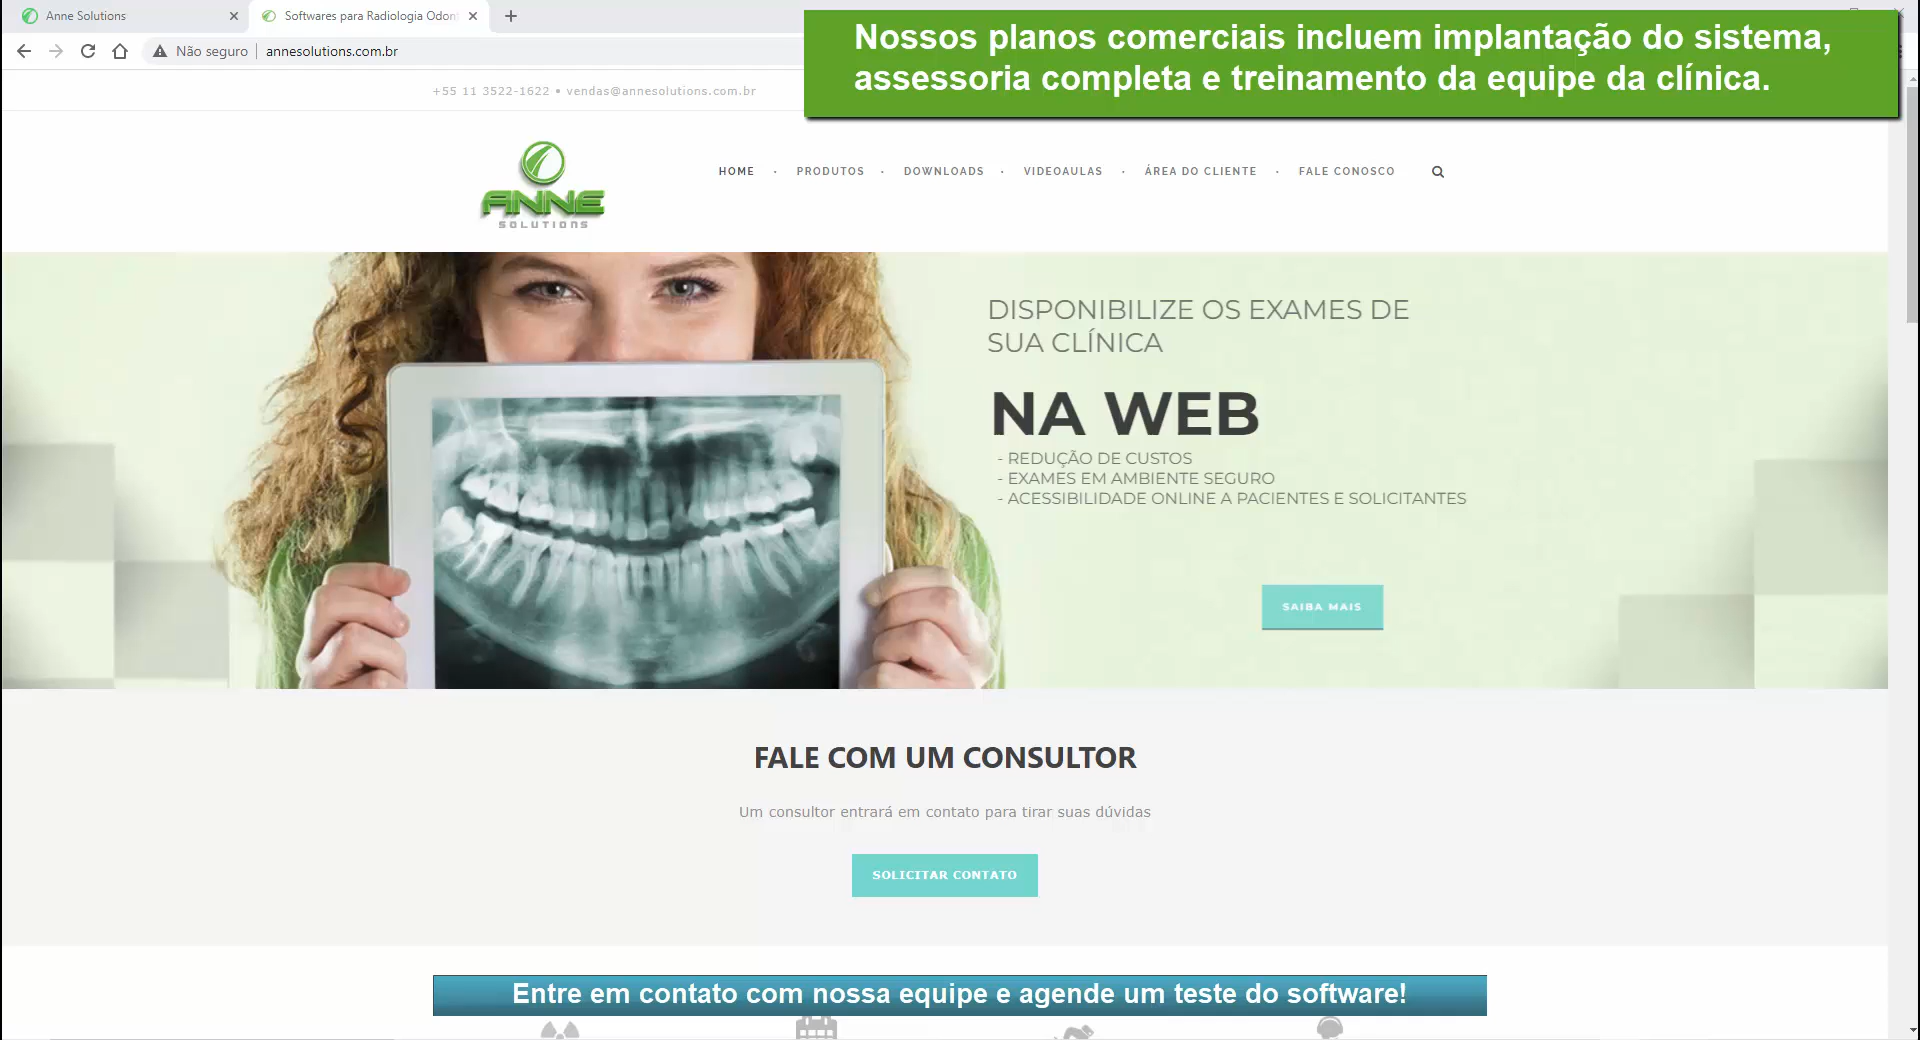 Anne Solutions
Softwares para Radiologia Odon
Nossos planos comerciais incluem implantação do sistema,
assessoria completa e treinamento da equipe da clínica.
Não seguro
annesolutions.com.br
+55 11 3522-1622 • vendas@annesolutions.com.br
ANNE
SOLUTIONS
HOME • PRODUTOS • DOWNLOADS • VIDEOAULAS • ÁREA DO CLIENTE • FALE CONOSCO
DISPONIBILIZE OS EXAMES DE
SUA CLÍNICA
NA WEB
- REDUÇÃO DE CUSTOS
- EXAMES EM AMBIENTE SEGURO
- ACESSIBILIDADE ONLINE A PACIENTES E SOLICITANTES
SAIBA MAIS
FALE COM UM CONSULTOR
Um consultor entrará em contato para tirar suas dúvidas
SOLICITAR CONTATO
Entre em contato com nossa equipe e agende um teste do software!